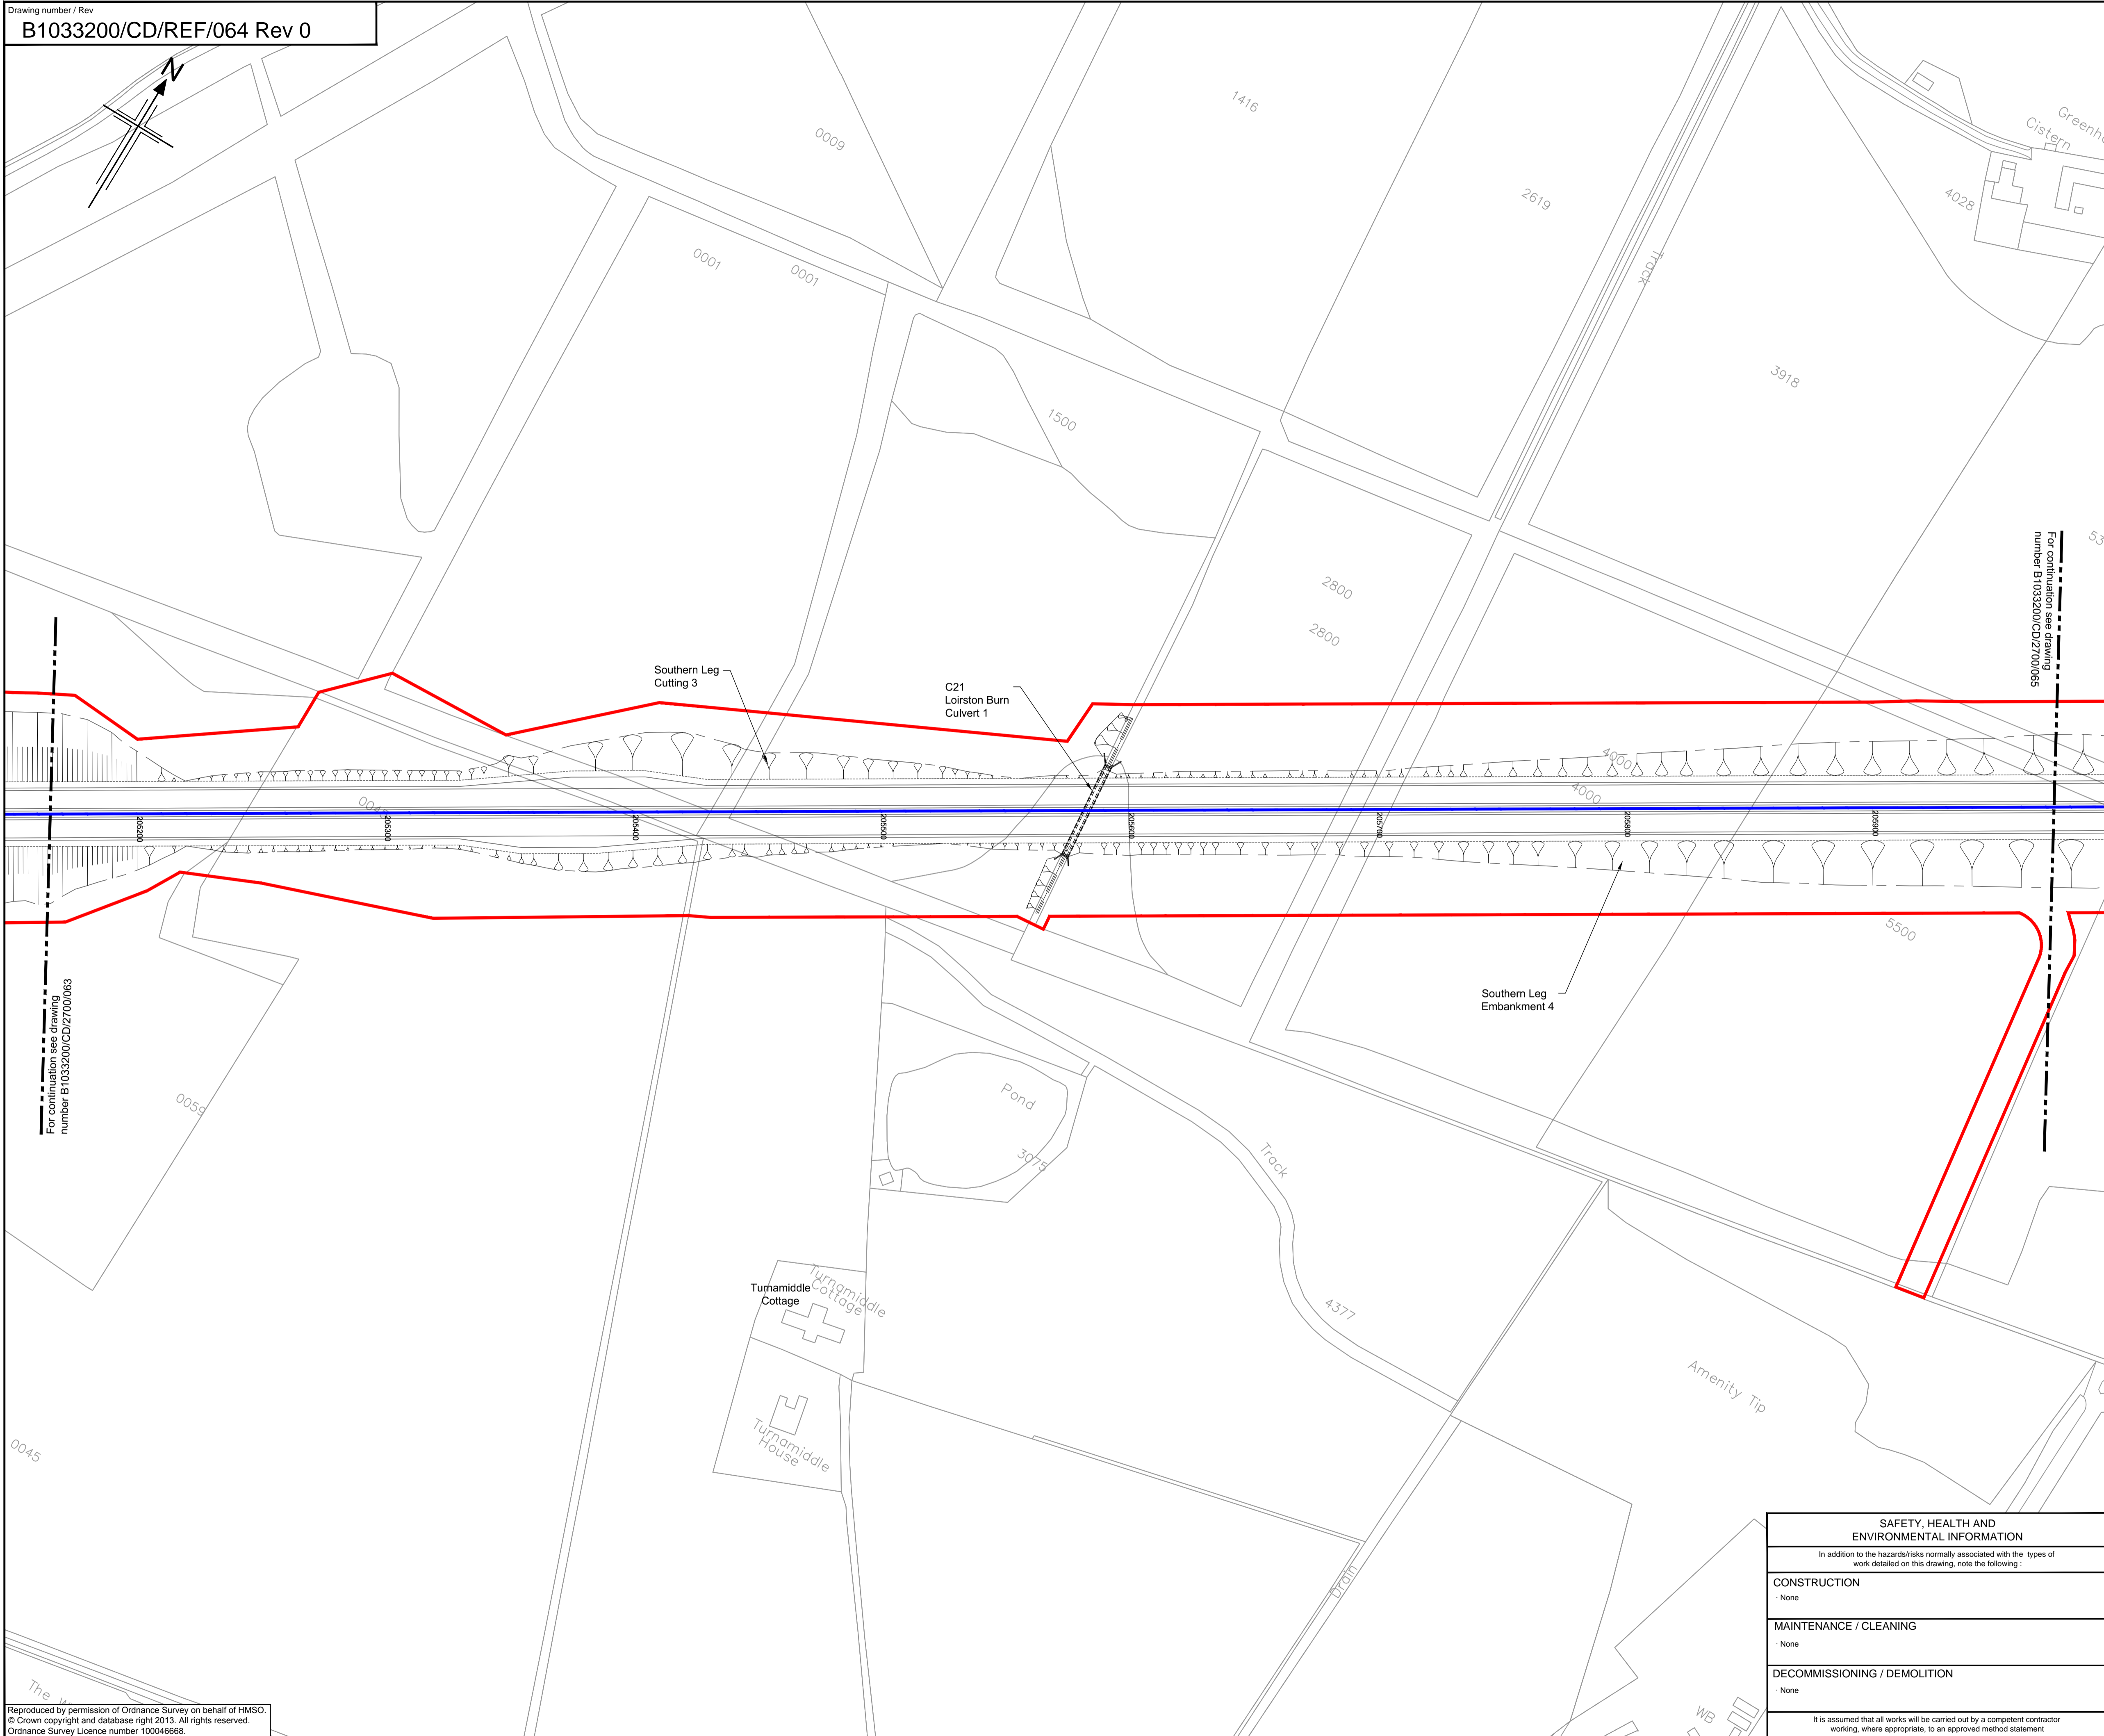 Drawing number / Rev
B1033200/CD/REF/064 Rev 0
N
0009
1416
2619
Cistern
4028
Track
0001
0001
3918
1500
2800
2800
For continuation see drawing
number B1033200/CD/2700/065
Southern Leg
Cutting 3
C21
Loirston Burn
Culvert 1
4000
4000
205200
205300
205400
205500
205600
205700
205800
205900
5500
Southern Leg
Embankment 4
For continuation see drawing
number B1033200/CD/2700/063
0059
Pond
3075
Track
Turnamiddle
Cottage
Turnamiddle
Cottage
4377
Amenity Tip
Turnamiddle
House
0045
Drain
The
WB
SAFETY, HEALTH AND
ENVIRONMENTAL INFORMATION
In addition to the hazards/risks normally associated with the types of
work detailed on this drawing, note the following :
CONSTRUCTION
· None
MAINTENANCE / CLEANING
· None
DECOMMISSIONING / DEMOLITION
· None
It is assumed that all works will be carried out by a competent contractor
working, where appropriate, to an approved method statement
Reproduced by permission of Ordnance Survey on behalf of HMSO.
© Crown copyright and database right 2013. All rights reserved.
Ordnance Survey Licence number 100046668.